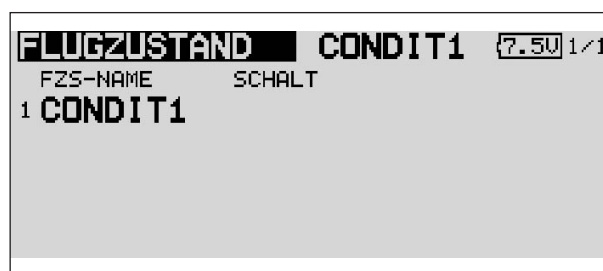 FLUGZUSTAND CONDIT1 7.5V 1/1
FZS-NAME SCHALT
1 CONDIT1